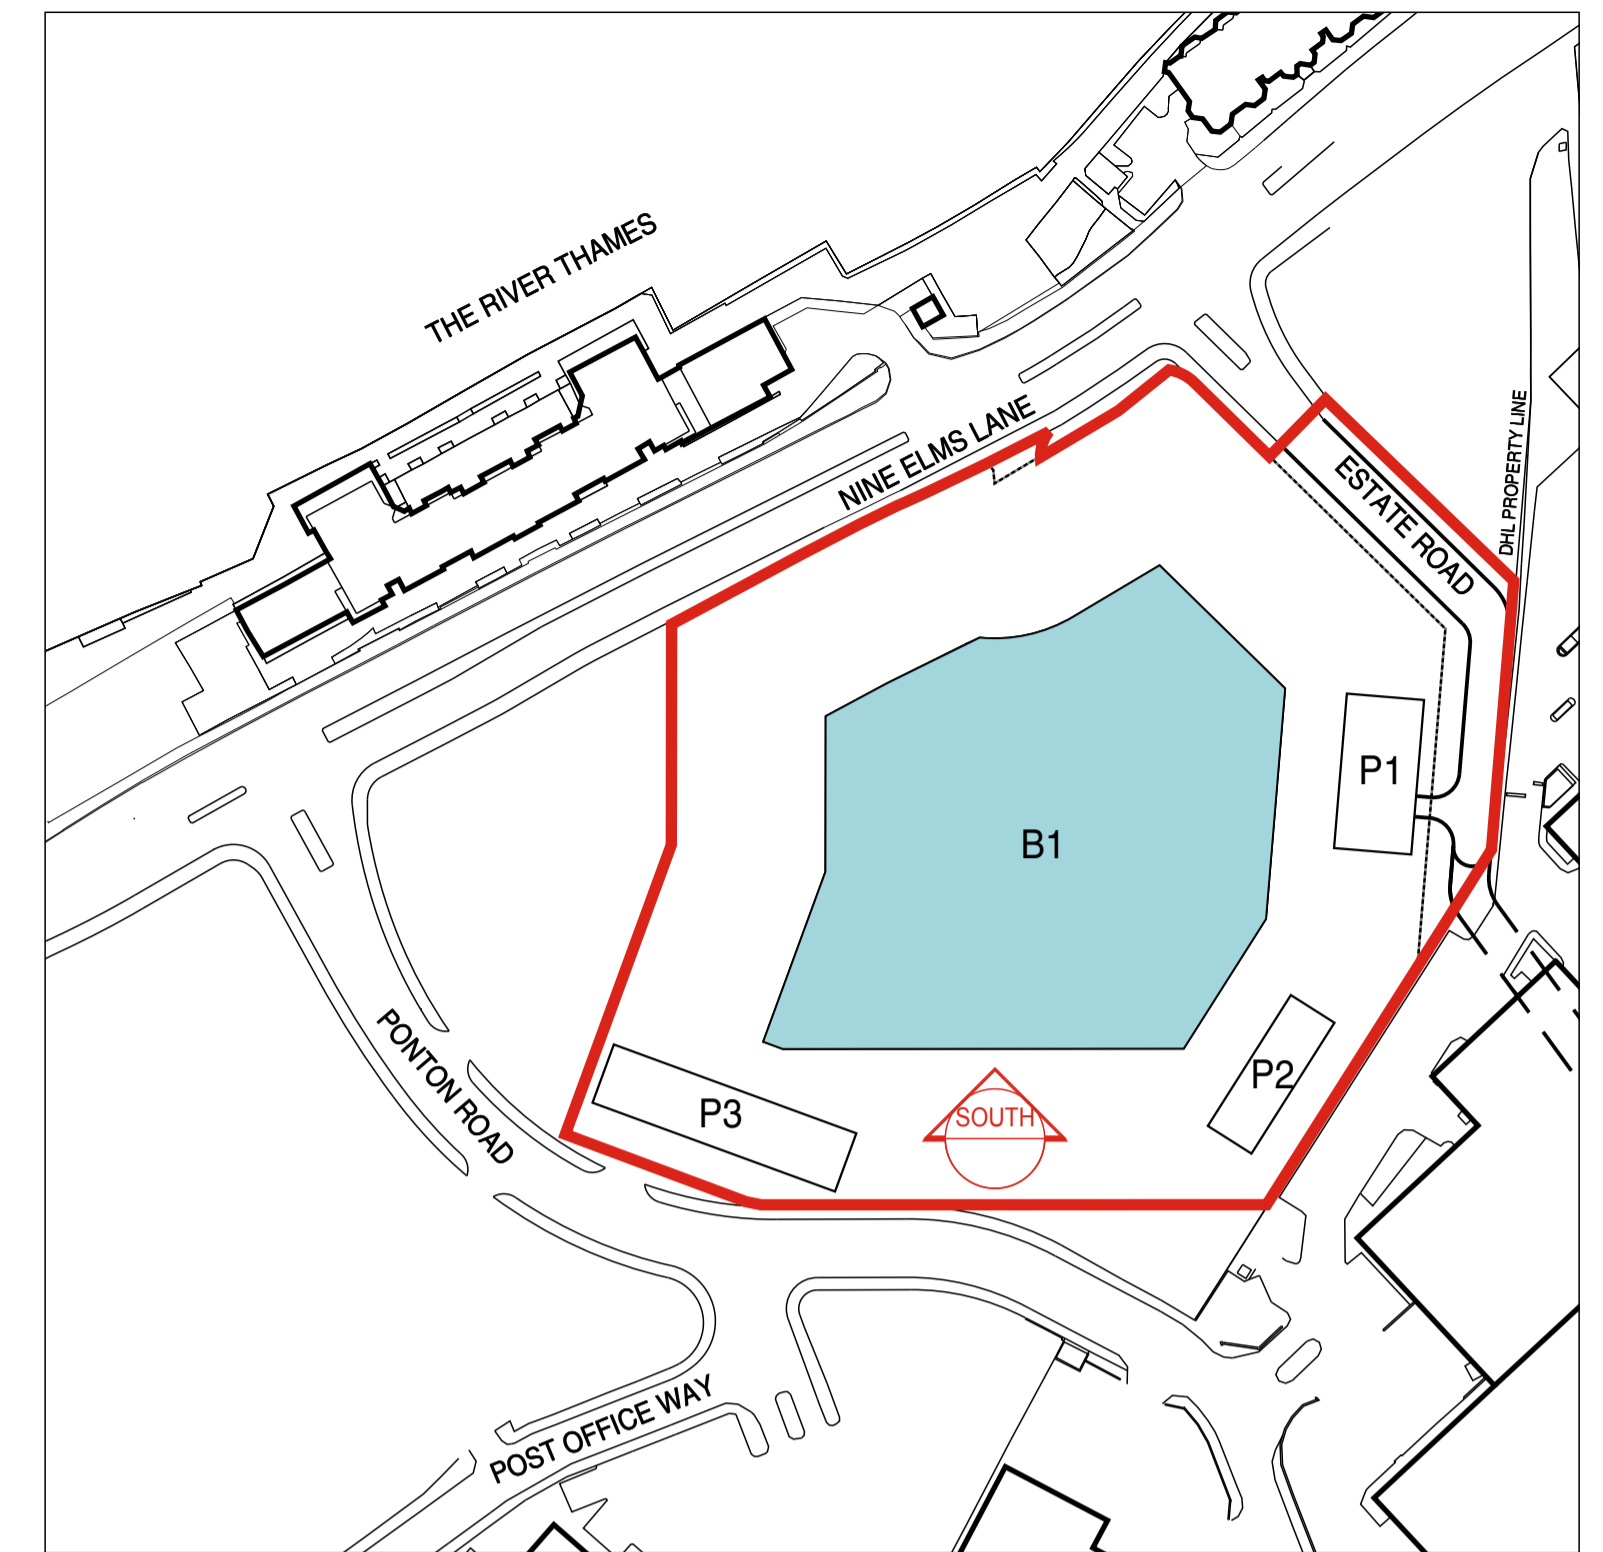 THE RIVER THAMES
NINE ELMS LANE
DHL PROPERTY LINE
ESTATE ROAD
P1
B1
PONTON ROAD
P2
P3
SOUTH
POST OFFICE WAY